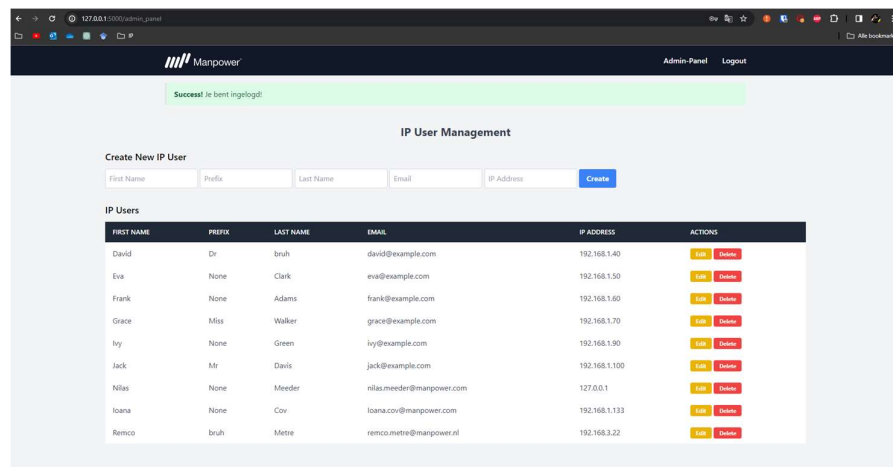 127.0.0.1:5000/admin_panel
IP
Alle bookmark
Manpower
Admin-Panel Logout
Success! Je bent ingelogd!
IP User Management
Create New IP User
First Name Prefix Last Name Email IP Address Create
IP Users
FIRST NAME PREFIX LAST NAME EMAIL IP ADDRESS ACTIONS
David Dr bruh david@example.com 192.168.1.40 Edit Delete
Eva None Clark eva@example.com 192.168.1.50 Edit Delete
Frank None Adams frank@example.com 192.168.1.60 Edit Delete
Grace Miss Walker grace@example.com 192.168.1.70 Edit Delete
Ivy None Green ivy@example.com 192.168.1.90 Edit Delete
Jack Mr Davis jack@example.com 192.168.1.100 Edit Delete
Nilas None Meeder nilas.meeder@manpower.com 127.0.0.1 Edit Delete
Ioana None Cov Ioana.cov@manpower.com 192.168.1.133 Edit Delete
Remco bruh Metre remco.metre@manpower.nl 192.168.3.22 Edit Delete